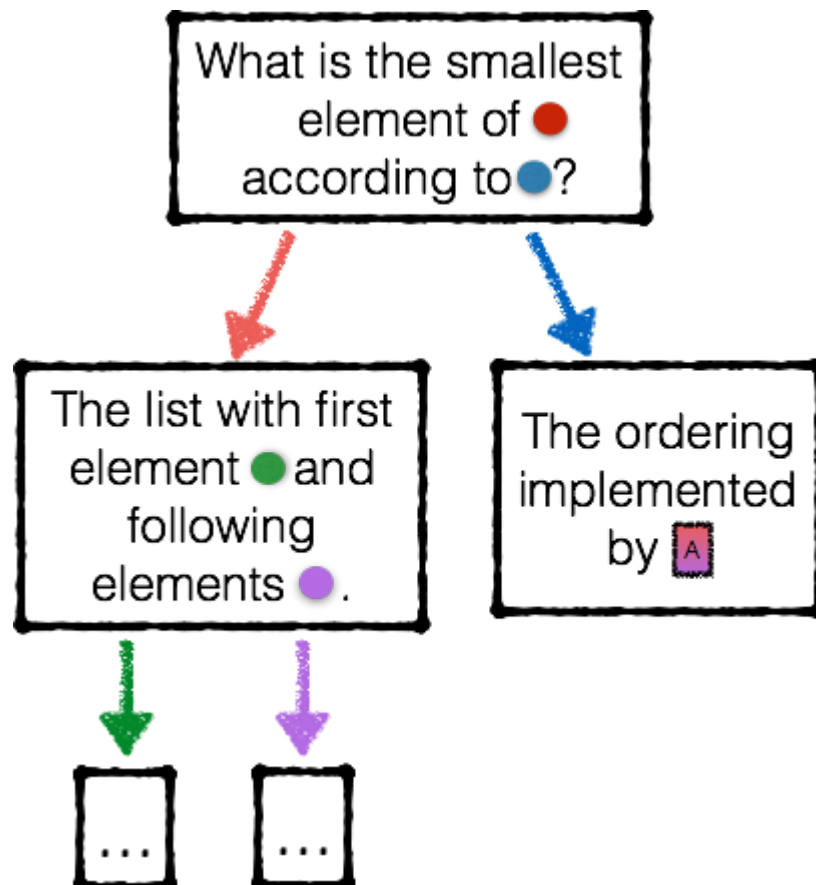 What is the smallest
element of
according to ?
The list with first
element and
following
elements .
The ordering
implemented
by A
...
...